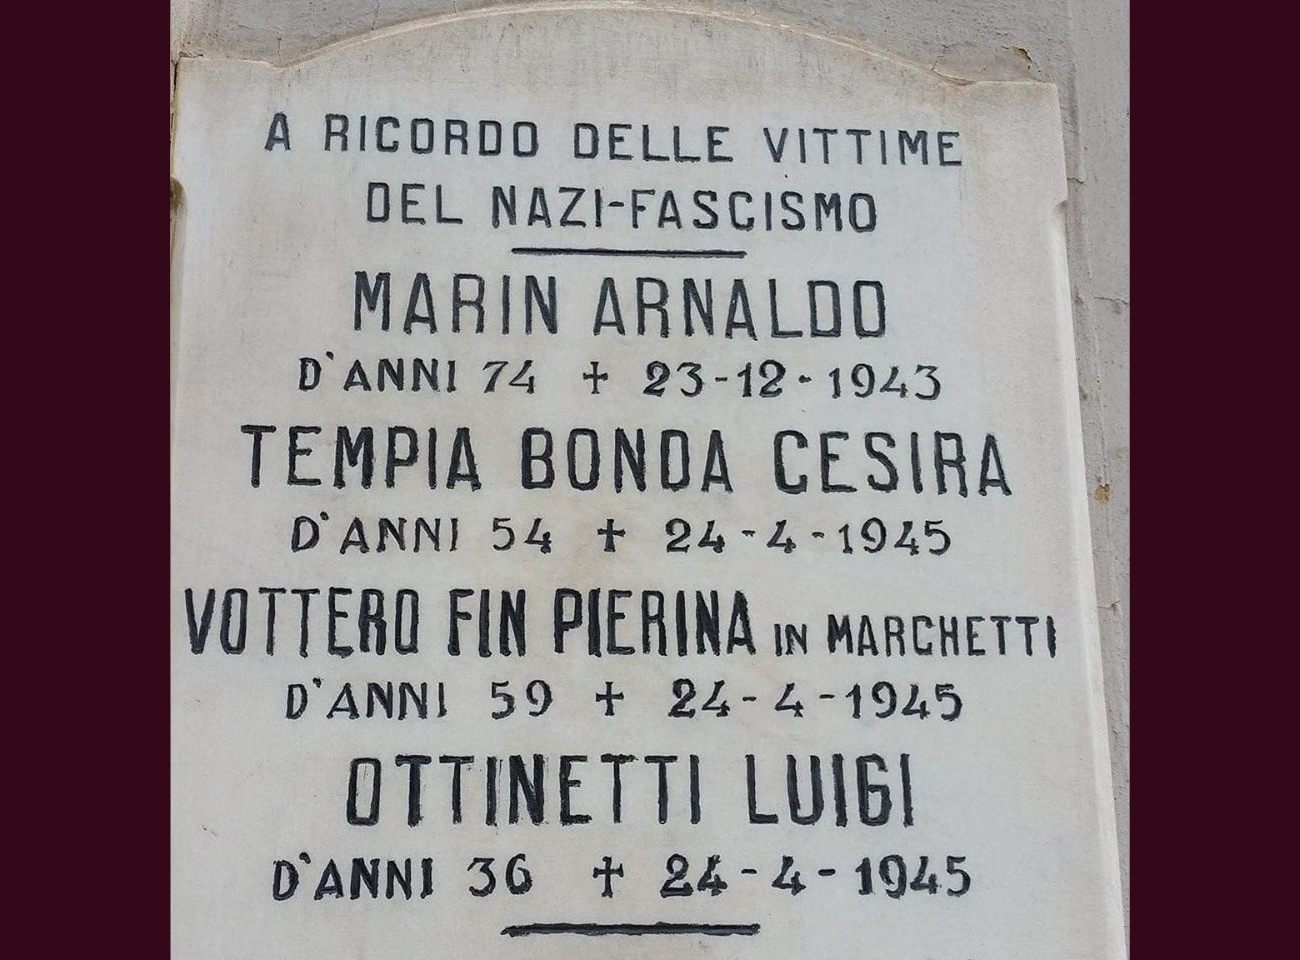 A RICORDO DELLE VITTIME
DEL NAZI-FASCISMO
MARIN ARNALDO
D'ANNI 74 + 23-12-1943
TEMPIA BONDA CESIRA
D'ANNI 54 + 24-4-1945
VOTTERO FIN PIERINA IN MARCHETTI
D'ANNI 59 + 24-4-1945
OTTINETTI LUIGI
D'ANNI 36 + 24-4-1945